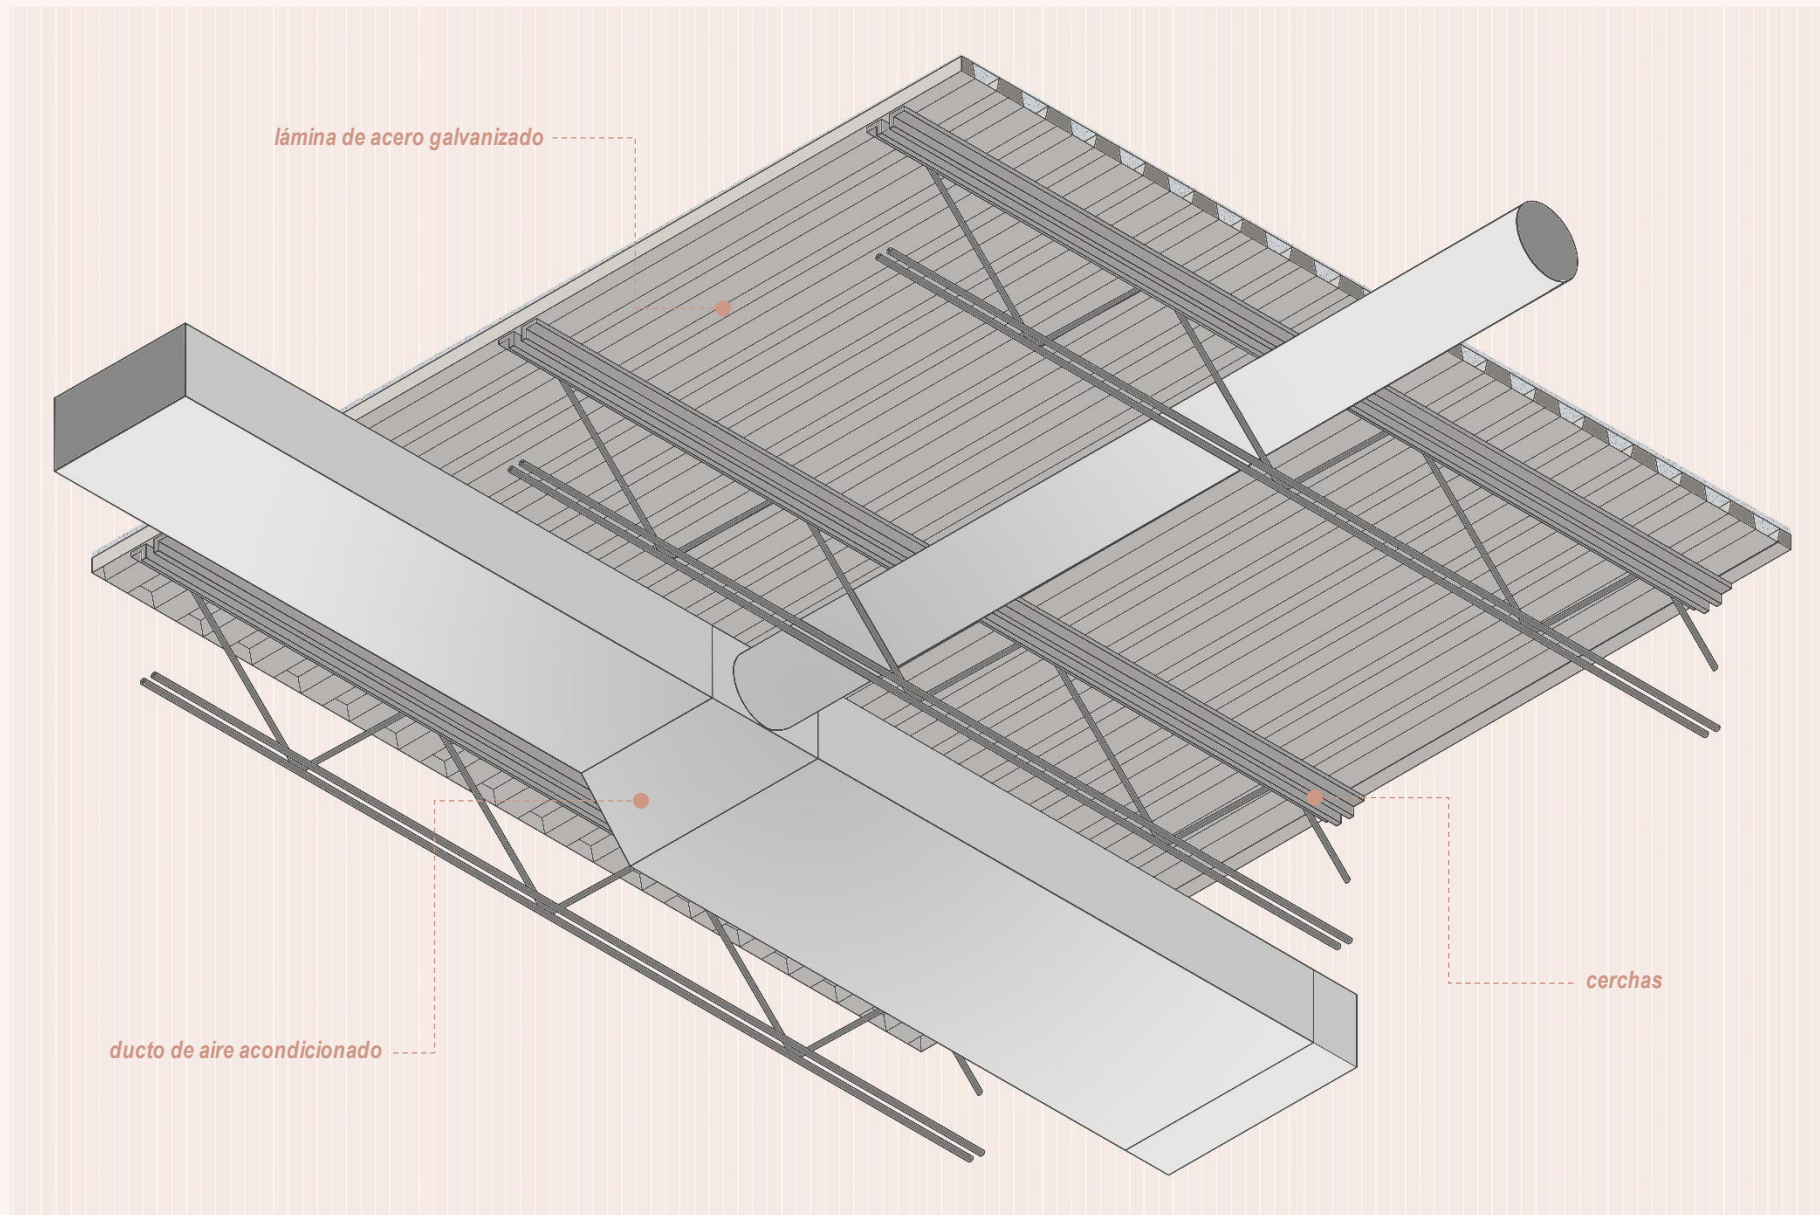 lámina de acero galvanizado
cerchas
ducto de aire acondicionado